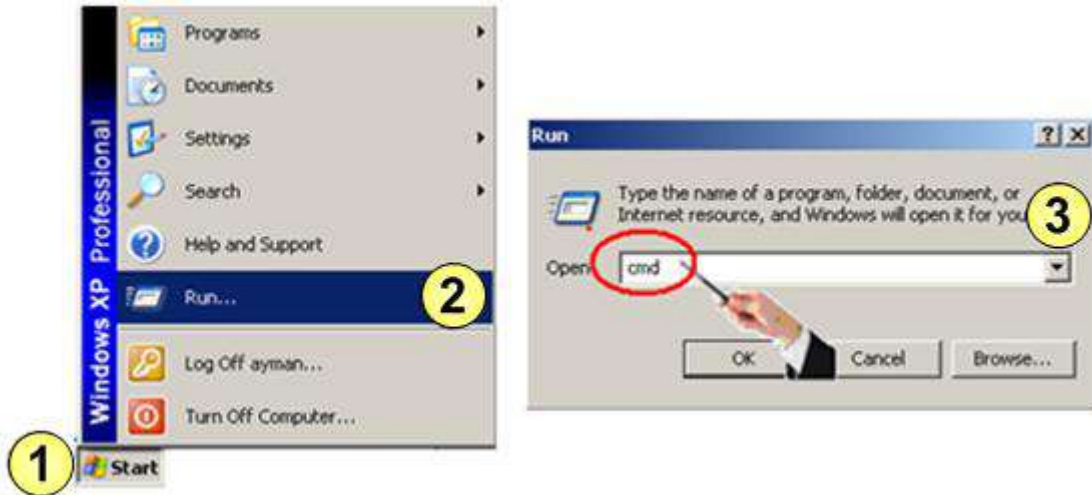 Windows XP Professional
Programs
Documents
Settings
Search
Help and Support
Run...
2
Log Off ayman...
Turn Off Computer...
1
Start
Run
Type the name of a program, folder, document, or
Internet resource, and Windows will open it for you
3
Open
cmd
OK
Cancel
Browse...